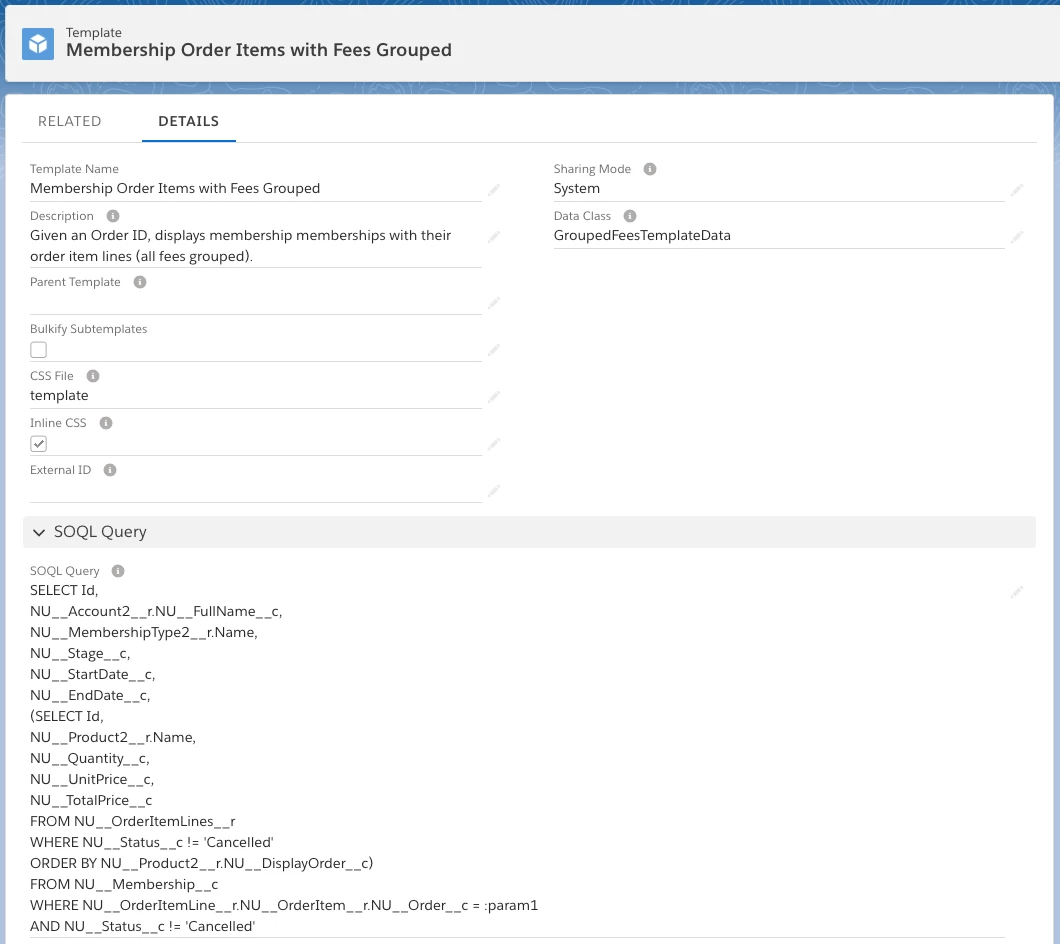 Template
Membership Order Items with Fees Grouped
RELATED
DETAILS
Template Name
Membership Order Items with Fees Grouped
Sharing Mode
System
Description
Given an Order ID, displays membership memberships with their
order item lines (all fees grouped).
Data Class
GroupedFeesTemplateData
Parent Template
Bulkify Subtemplates
CSS File
template
Inline CSS
External ID
SOQL Query
SOQL Query
SELECT Id,
NU__Account2__r.NU__FullName__c,
NU__MembershipType2__r.Name,
NU__Stage__c,
NU__StartDate__c,
NU__EndDate__c,
(SELECT Id,
NU__Product2__r.Name,
NU__Quantity__c,
NU__UnitPrice__c,
NU__TotalPrice__c
FROM NU__OrderItemLines__r
WHERE NU__Status__c != 'Cancelled'
ORDER BY NU__Product2__r.NU__DisplayOrder__c)
FROM NU__Membership__c
WHERE NU__OrderItemLine__r.NU__OrderItem__r.NU__Order__c = :param1
AND NU__Status__c != 'Cancelled'